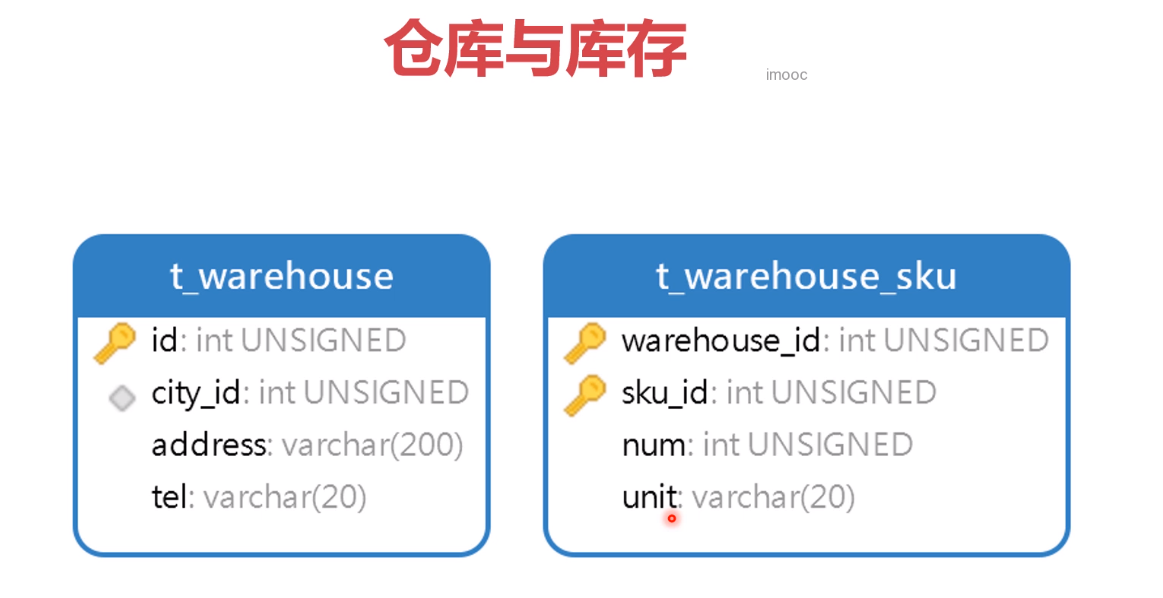 仓库与库存
imooc
t_warehouse
id: int UNSIGNED
city_id: int UNSIGNED
address: varchar(200)
tel: varchar(20)
t_warehouse_sku
warehouse_id: int UNSIGNED
sku_id: int UNSIGNED
num: int UNSIGNED
unit: varchar(20)